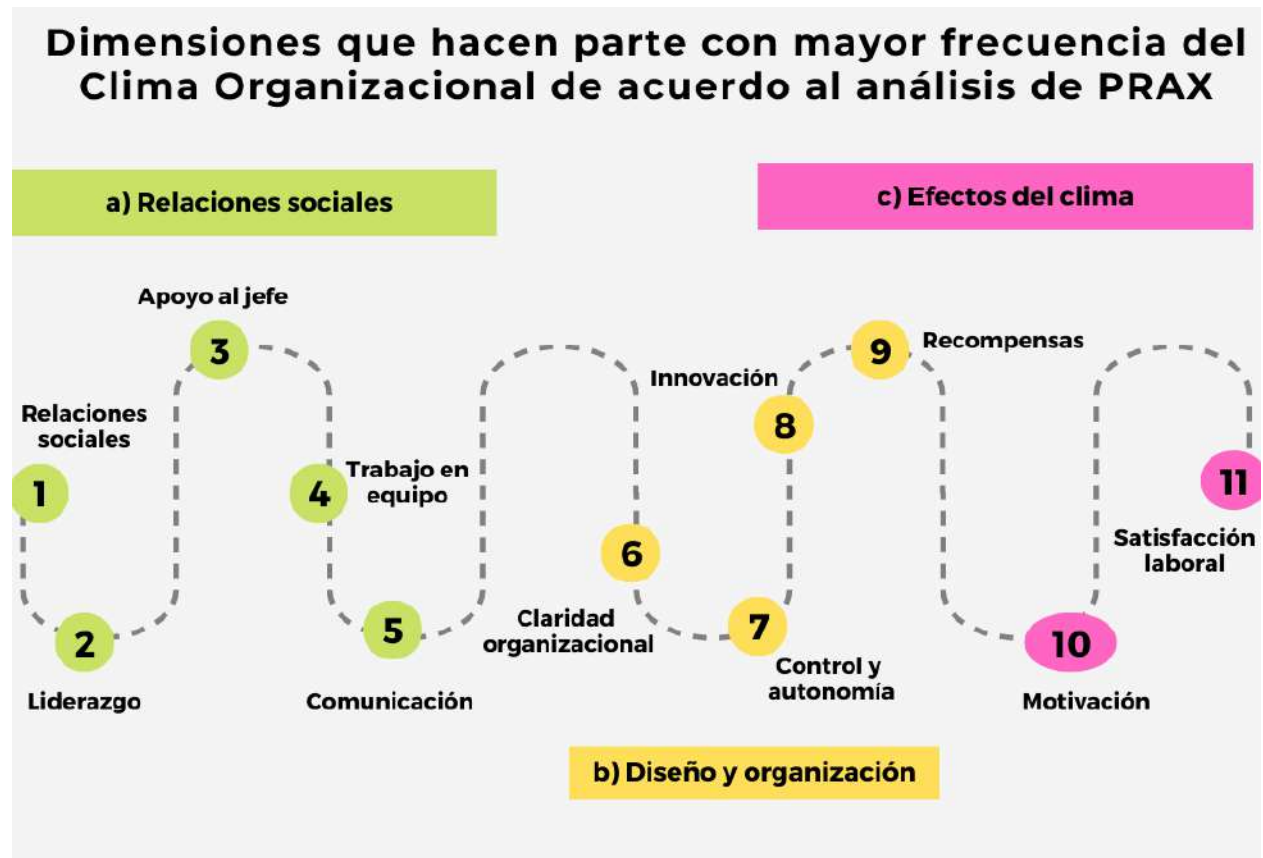 Dimensiones que hacen parte con mayor frecuencia del
Clima Organizacional de acuerdo al análisis de PRAX
a) Relaciones sociales
c) Efectos del clima
Apoyo al jefe
3
9
Recompensas
Innovación
8
Relaciones
sociales
1
4
Trabajo en
equipo
11
Satisfacción
laboral
6
Claridad
organizacional
2
Liderazgo
5
Comunicación
7
Control y
autonomía
10
Motivación
b) Diseño y organización